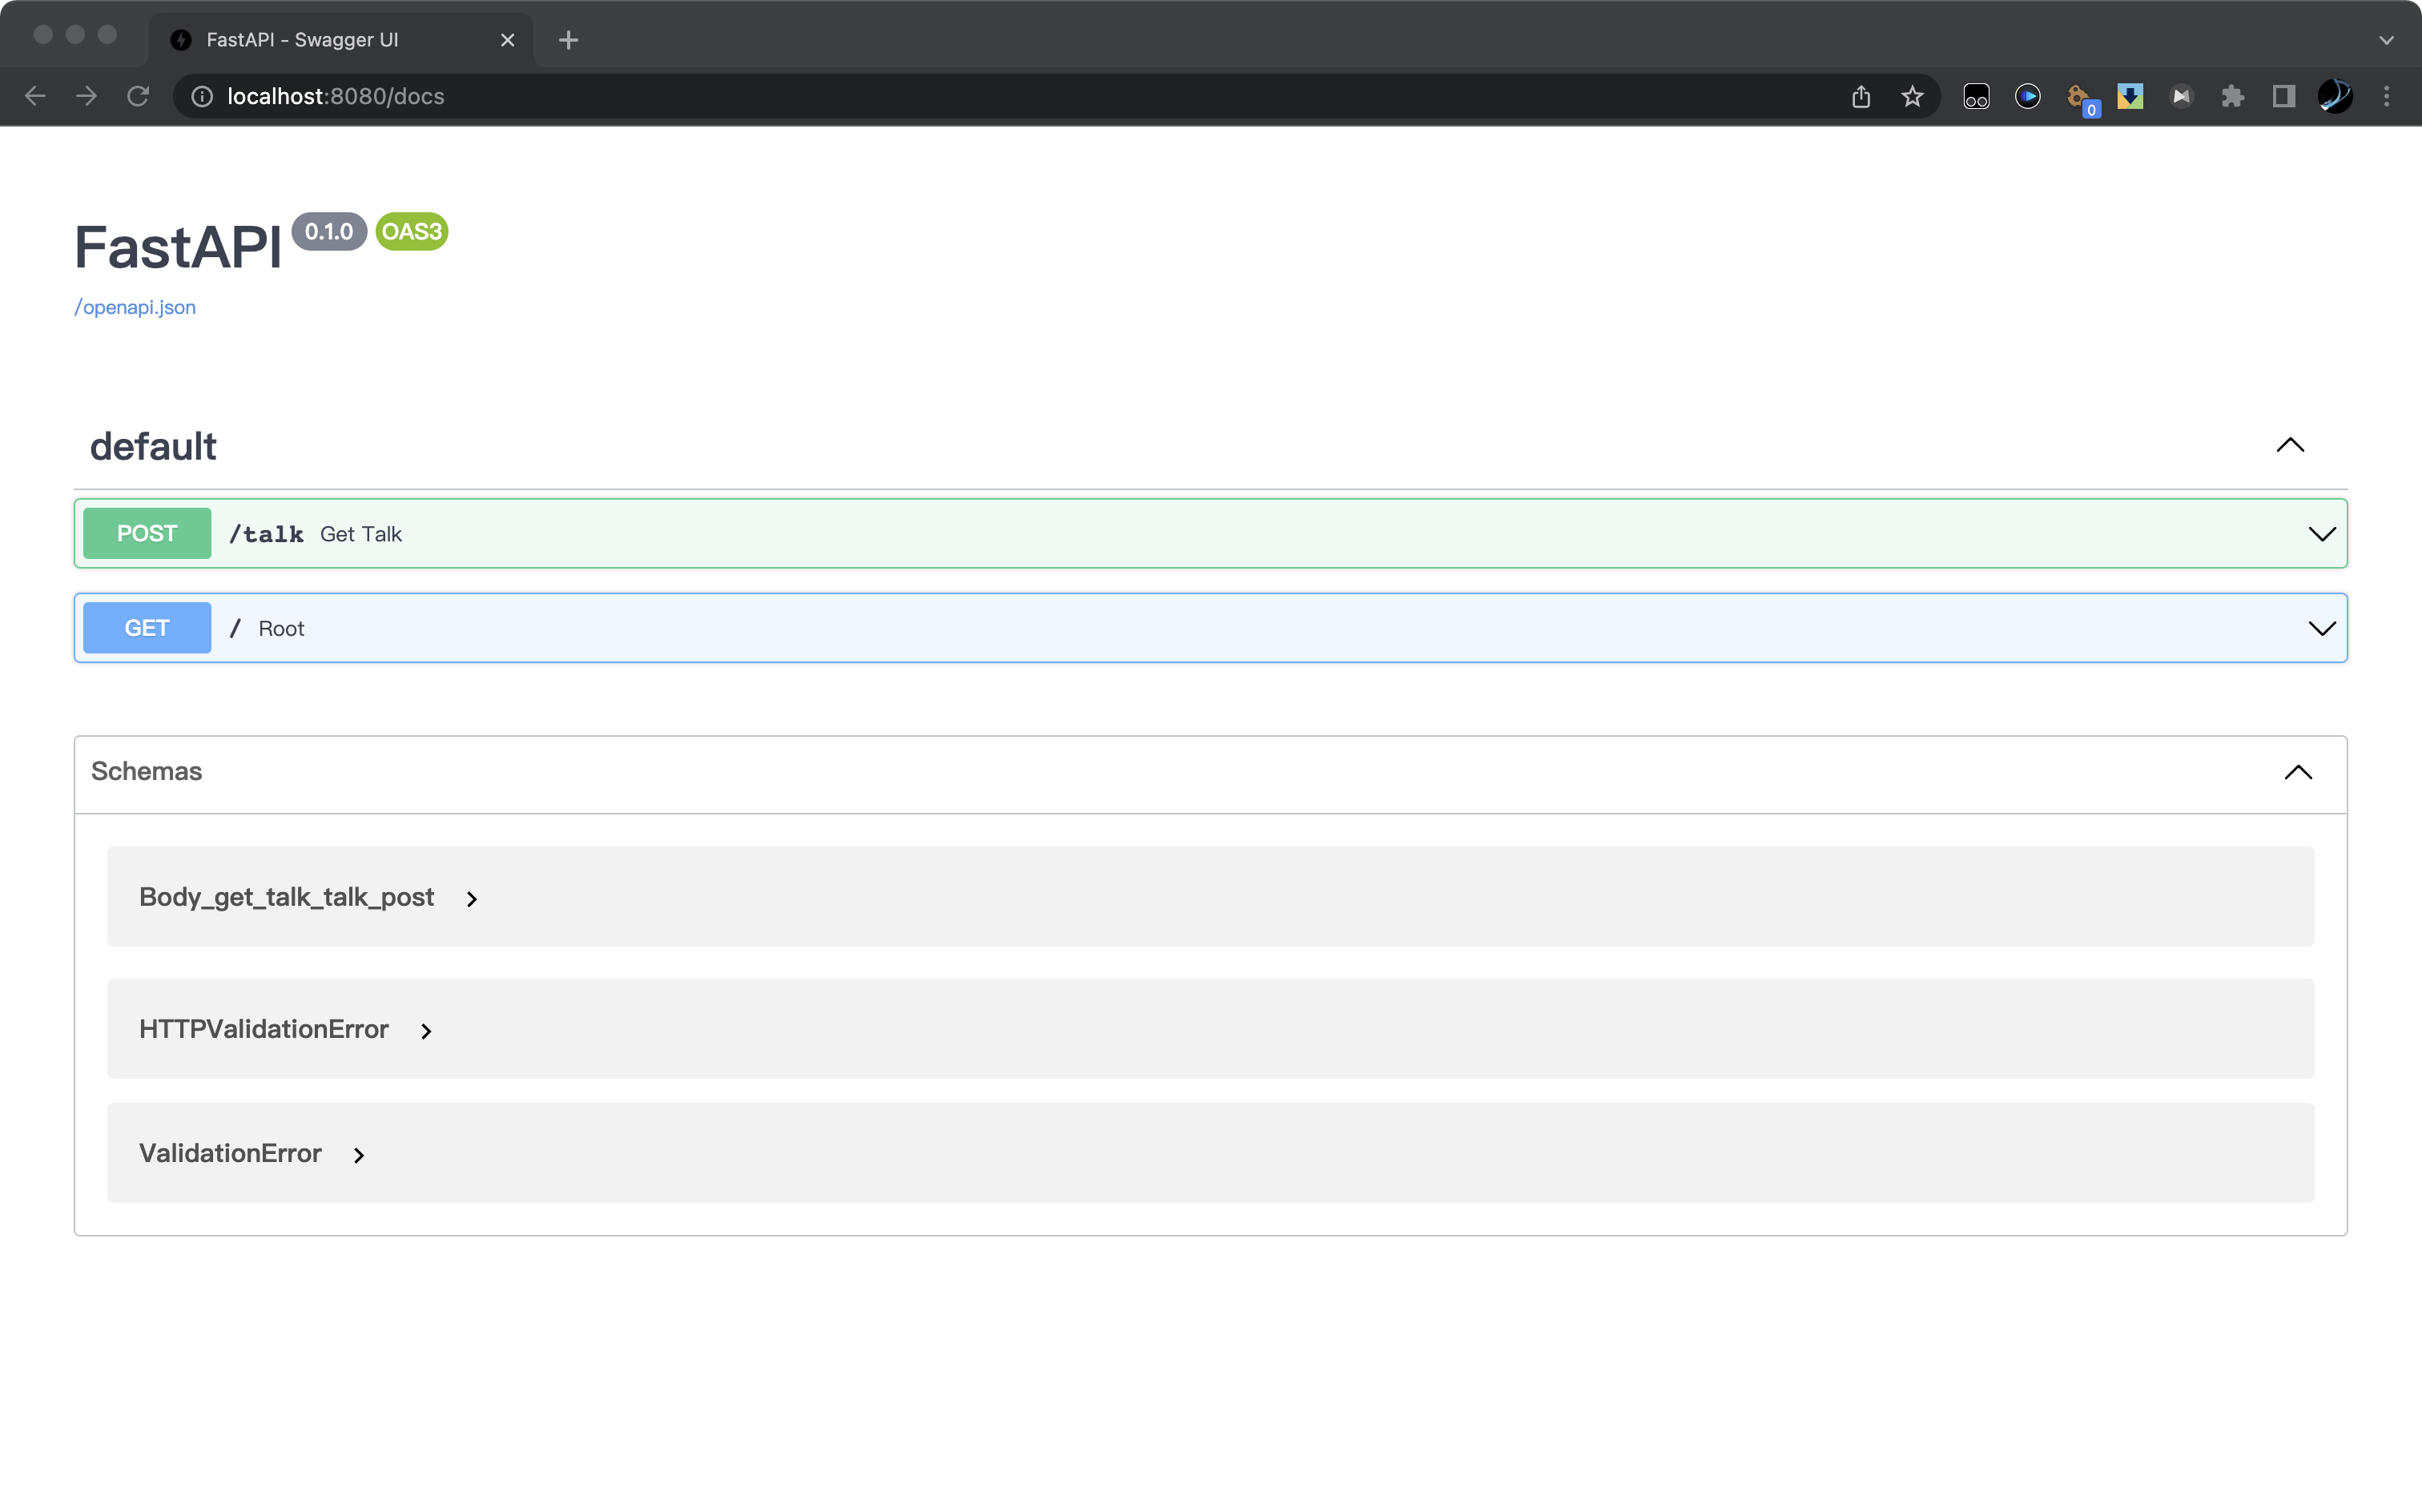 FastAPI - Swagger UI
localhost:8080/docs
0
FastAPI 0.1.0 OAS3
/openapi.json
default
POST /talk Get Talk
GET / Root
Schemas
Body_get_talk_talk_post
HTTPValidationError
ValidationError